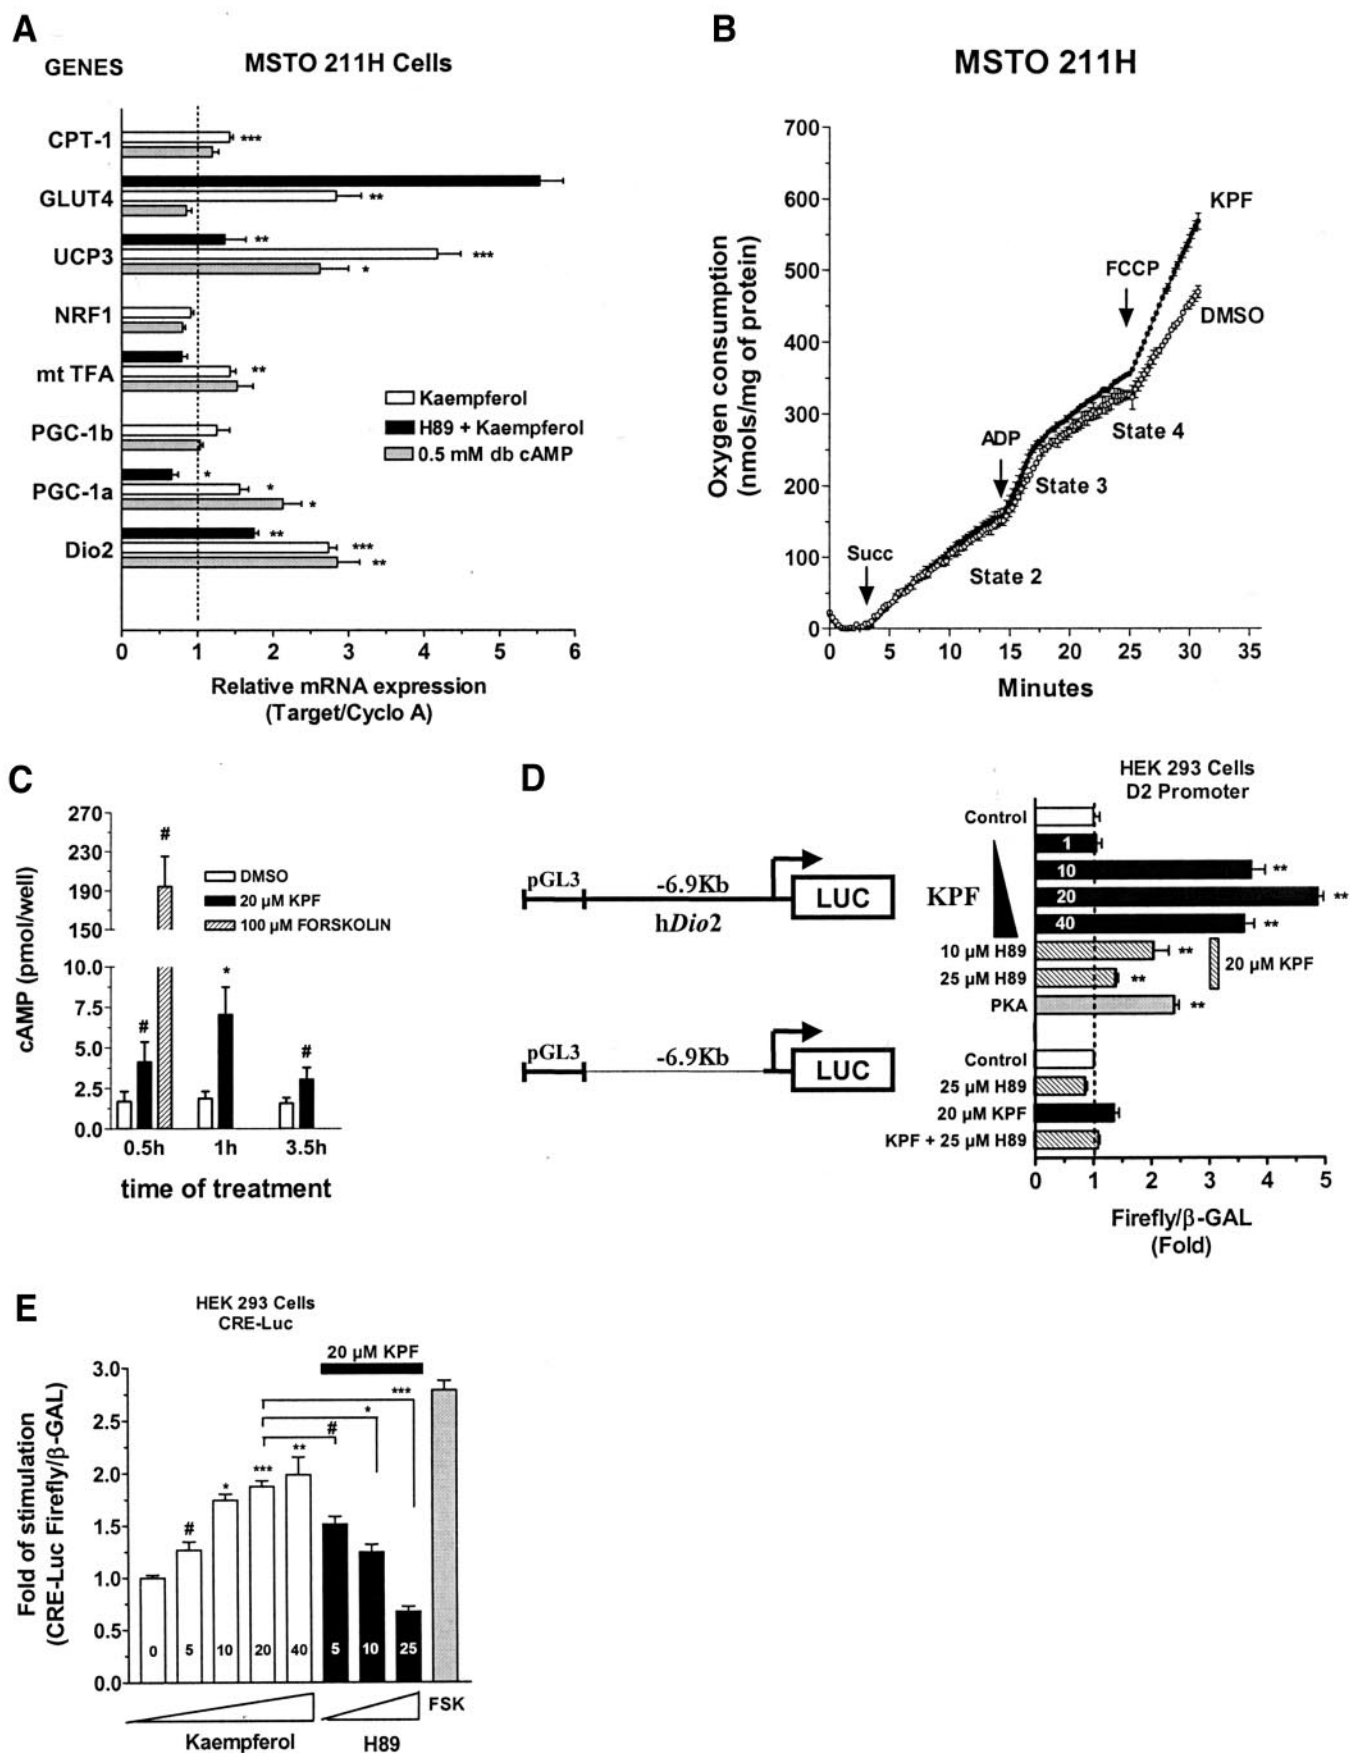 A
GENES
MSTO 211H Cells
CPT-1
***
GLUT4
**
UCP3
**
***
*
NRF1
mt TFA
**
PGC-1b
PGC-1a
*
*
*
Dio2
**
***
**
Kaempferol
H89 + Kaempferol
0.5 mM db cAMP
0 1 2 3 4 5 6
Relative mRNA expression
(Target/Cyclo A)
B
MSTO 211H
700
600
500
400
300
200
100
0
Oxygen consumption
(nmols/mg of protein)
KPF
FCCP
DMSO
State 4
ADP
State 3
Succ
State 2
0 5 10 15 20 25 30 35
Minutes
C
270
230
190
150
10.0
7.5
5.0
2.5
0.0
cAMP (pmol/well)
#
#
*
#
DMSO
20 µM KPF
100 µM FORSKOLIN
0.5h 1h 3.5h
time of treatment
D
HEK 293 Cells
D2 Promoter
pGL3
-6.9Kb
hDio2
LUC
pGL3
-6.9Kb
LUC
Control
KPF
1
10 **
20 **
40 **
10 µM H89 **
25 µM H89 **
20 µM KPF
PKA **
Control
25 µM H89
20 µM KPF
KPF + 25 µM H89
0 1 2 3 4 5
Firefly/β-GAL
(Fold)
E
HEK 293 Cells
CRE-Luc
20 µM KPF
3.0
2.5
2.0
1.5
1.0
0.5
0.0
Fold of stimulation
(CRE-Luc Firefly/β-GAL)
***
*
#
**
***
*
#
0 5 10 20 40 5 10 25
FSK
Kaempferol
H89